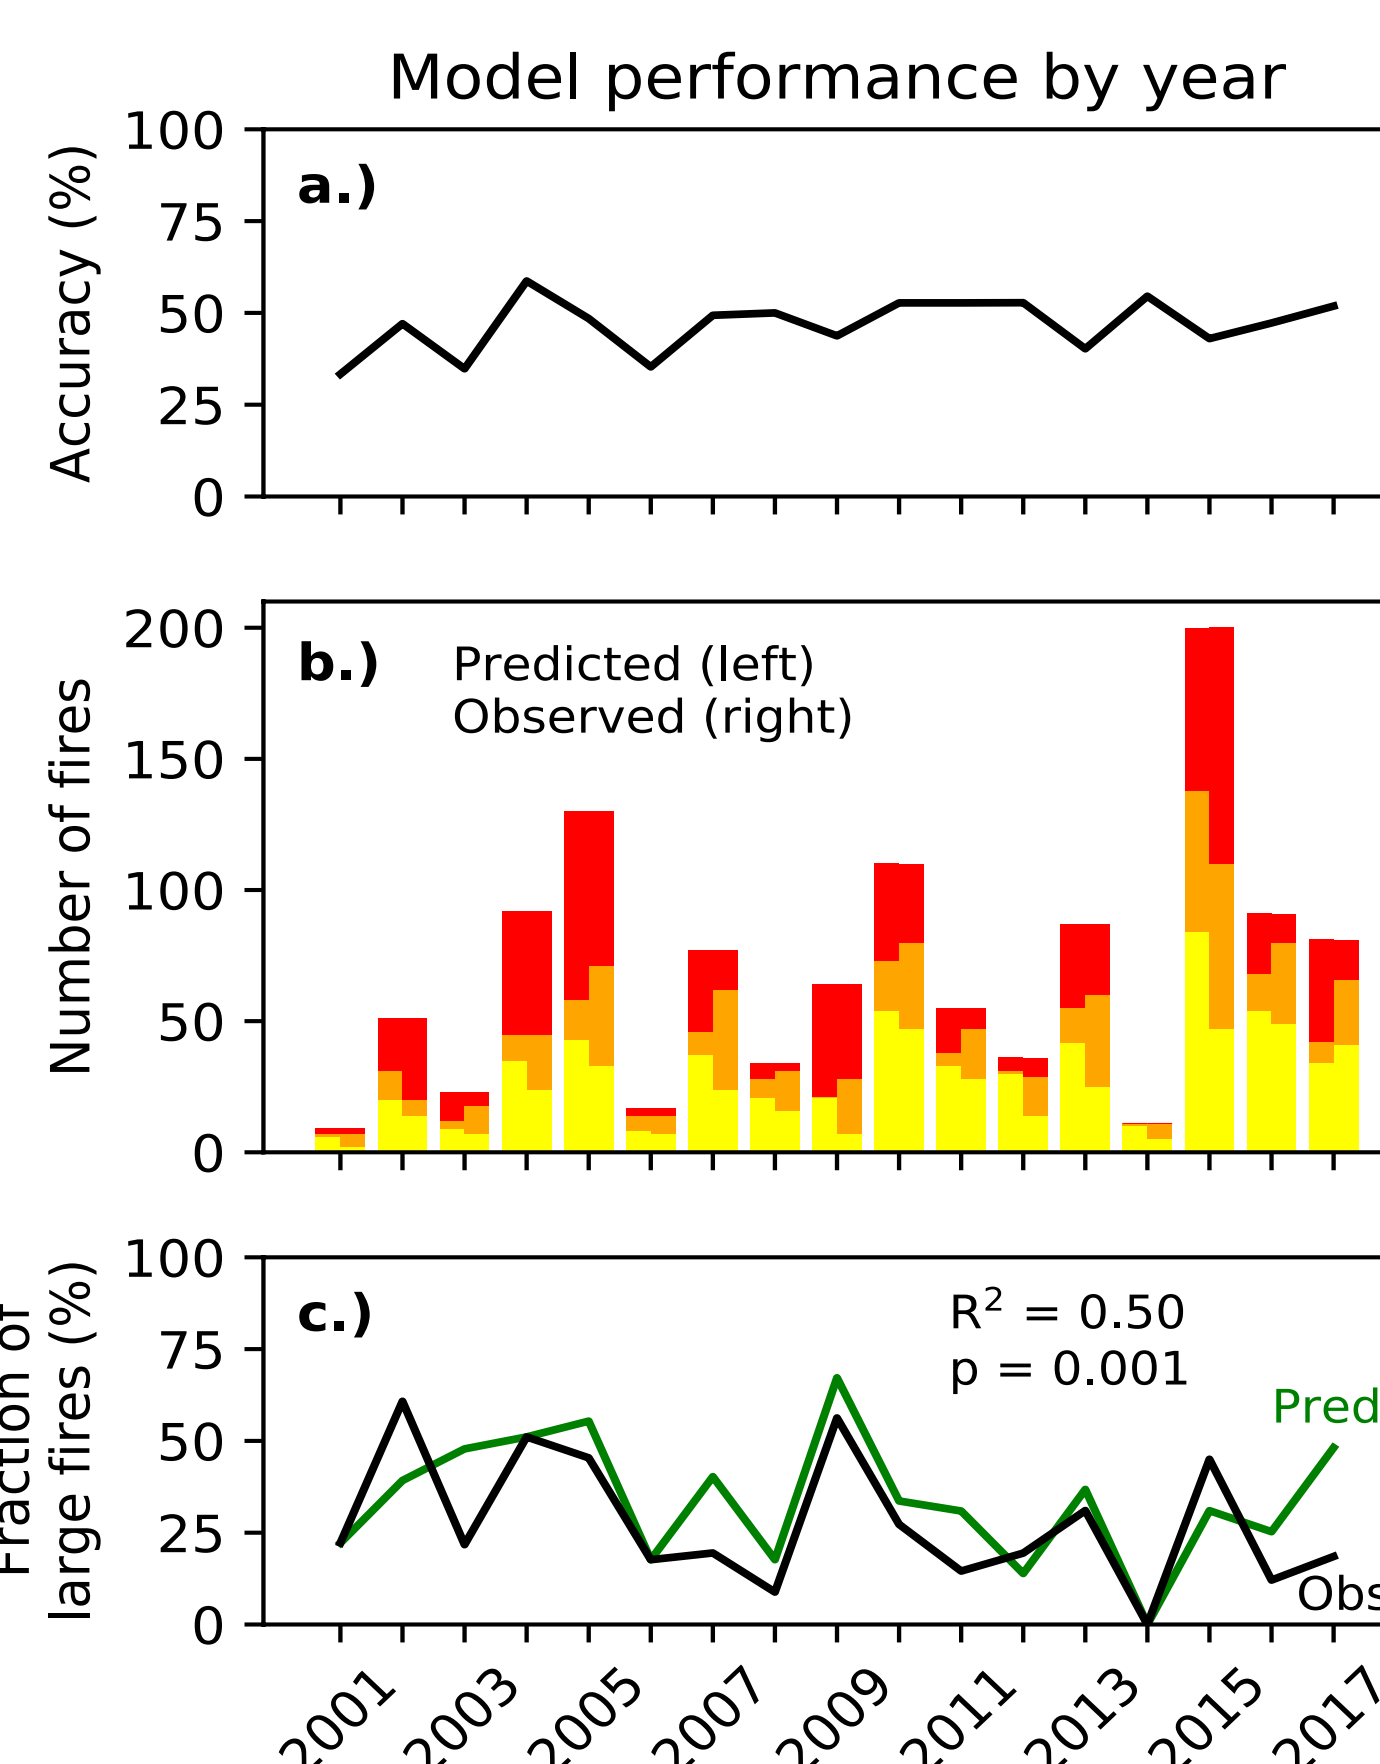 Model performance by year
a.)
Accuracy (%)
100
75
50
25
0
b.)
Predicted (left)
Observed (right)
Number of fires
200
150
100
50
0
c.)
R² = 0.50
p = 0.001
Pred
Obs
Fraction of
large fires (%)
100
75
50
25
0
2001
2003
2005
2007
2009
2011
2013
2015
2017